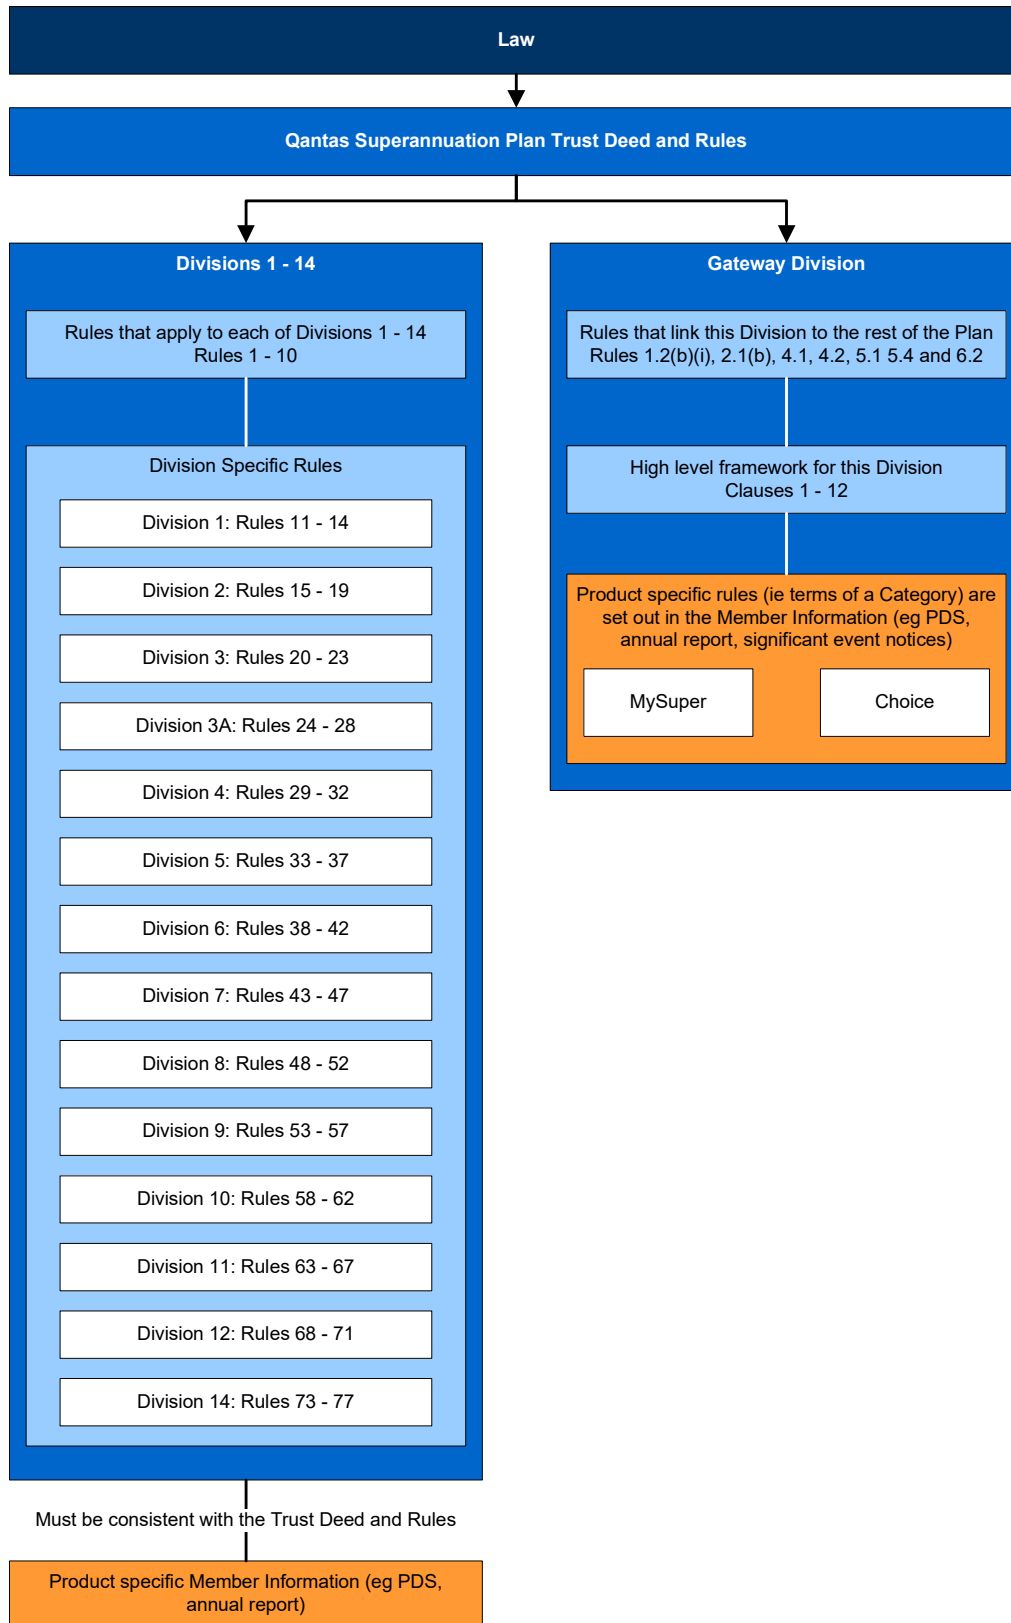 Law
Qantas Superannuation Plan Trust Deed and Rules
Divisions 1 - 14
Rules that apply to each of Divisions 1 - 14
Rules 1 - 10
Division Specific Rules
Division 1: Rules 11 - 14
Division 2: Rules 15 - 19
Division 3: Rules 20 - 23
Division 3A: Rules 24 - 28
Division 4: Rules 29 - 32
Division 5: Rules 33 - 37
Division 6: Rules 38 - 42
Division 7: Rules 43 - 47
Division 8: Rules 48 - 52
Division 9: Rules 53 - 57
Division 10: Rules 58 - 62
Division 11: Rules 63 - 67
Division 12: Rules 68 - 71
Division 14: Rules 73 - 77
Must be consistent with the Trust Deed and Rules
Product specific Member Information (eg PDS,
annual report)
Gateway Division
Rules that link this Division to the rest of the Plan
Rules 1.2(b)(i), 2.1(b), 4.1, 4.2, 5.1 5.4 and 6.2
High level framework for this Division
Clauses 1 - 12
Product specific rules (ie terms of a Category) are
set out in the Member Information (eg PDS,
annual report, significant event notices)
MySuper
Choice